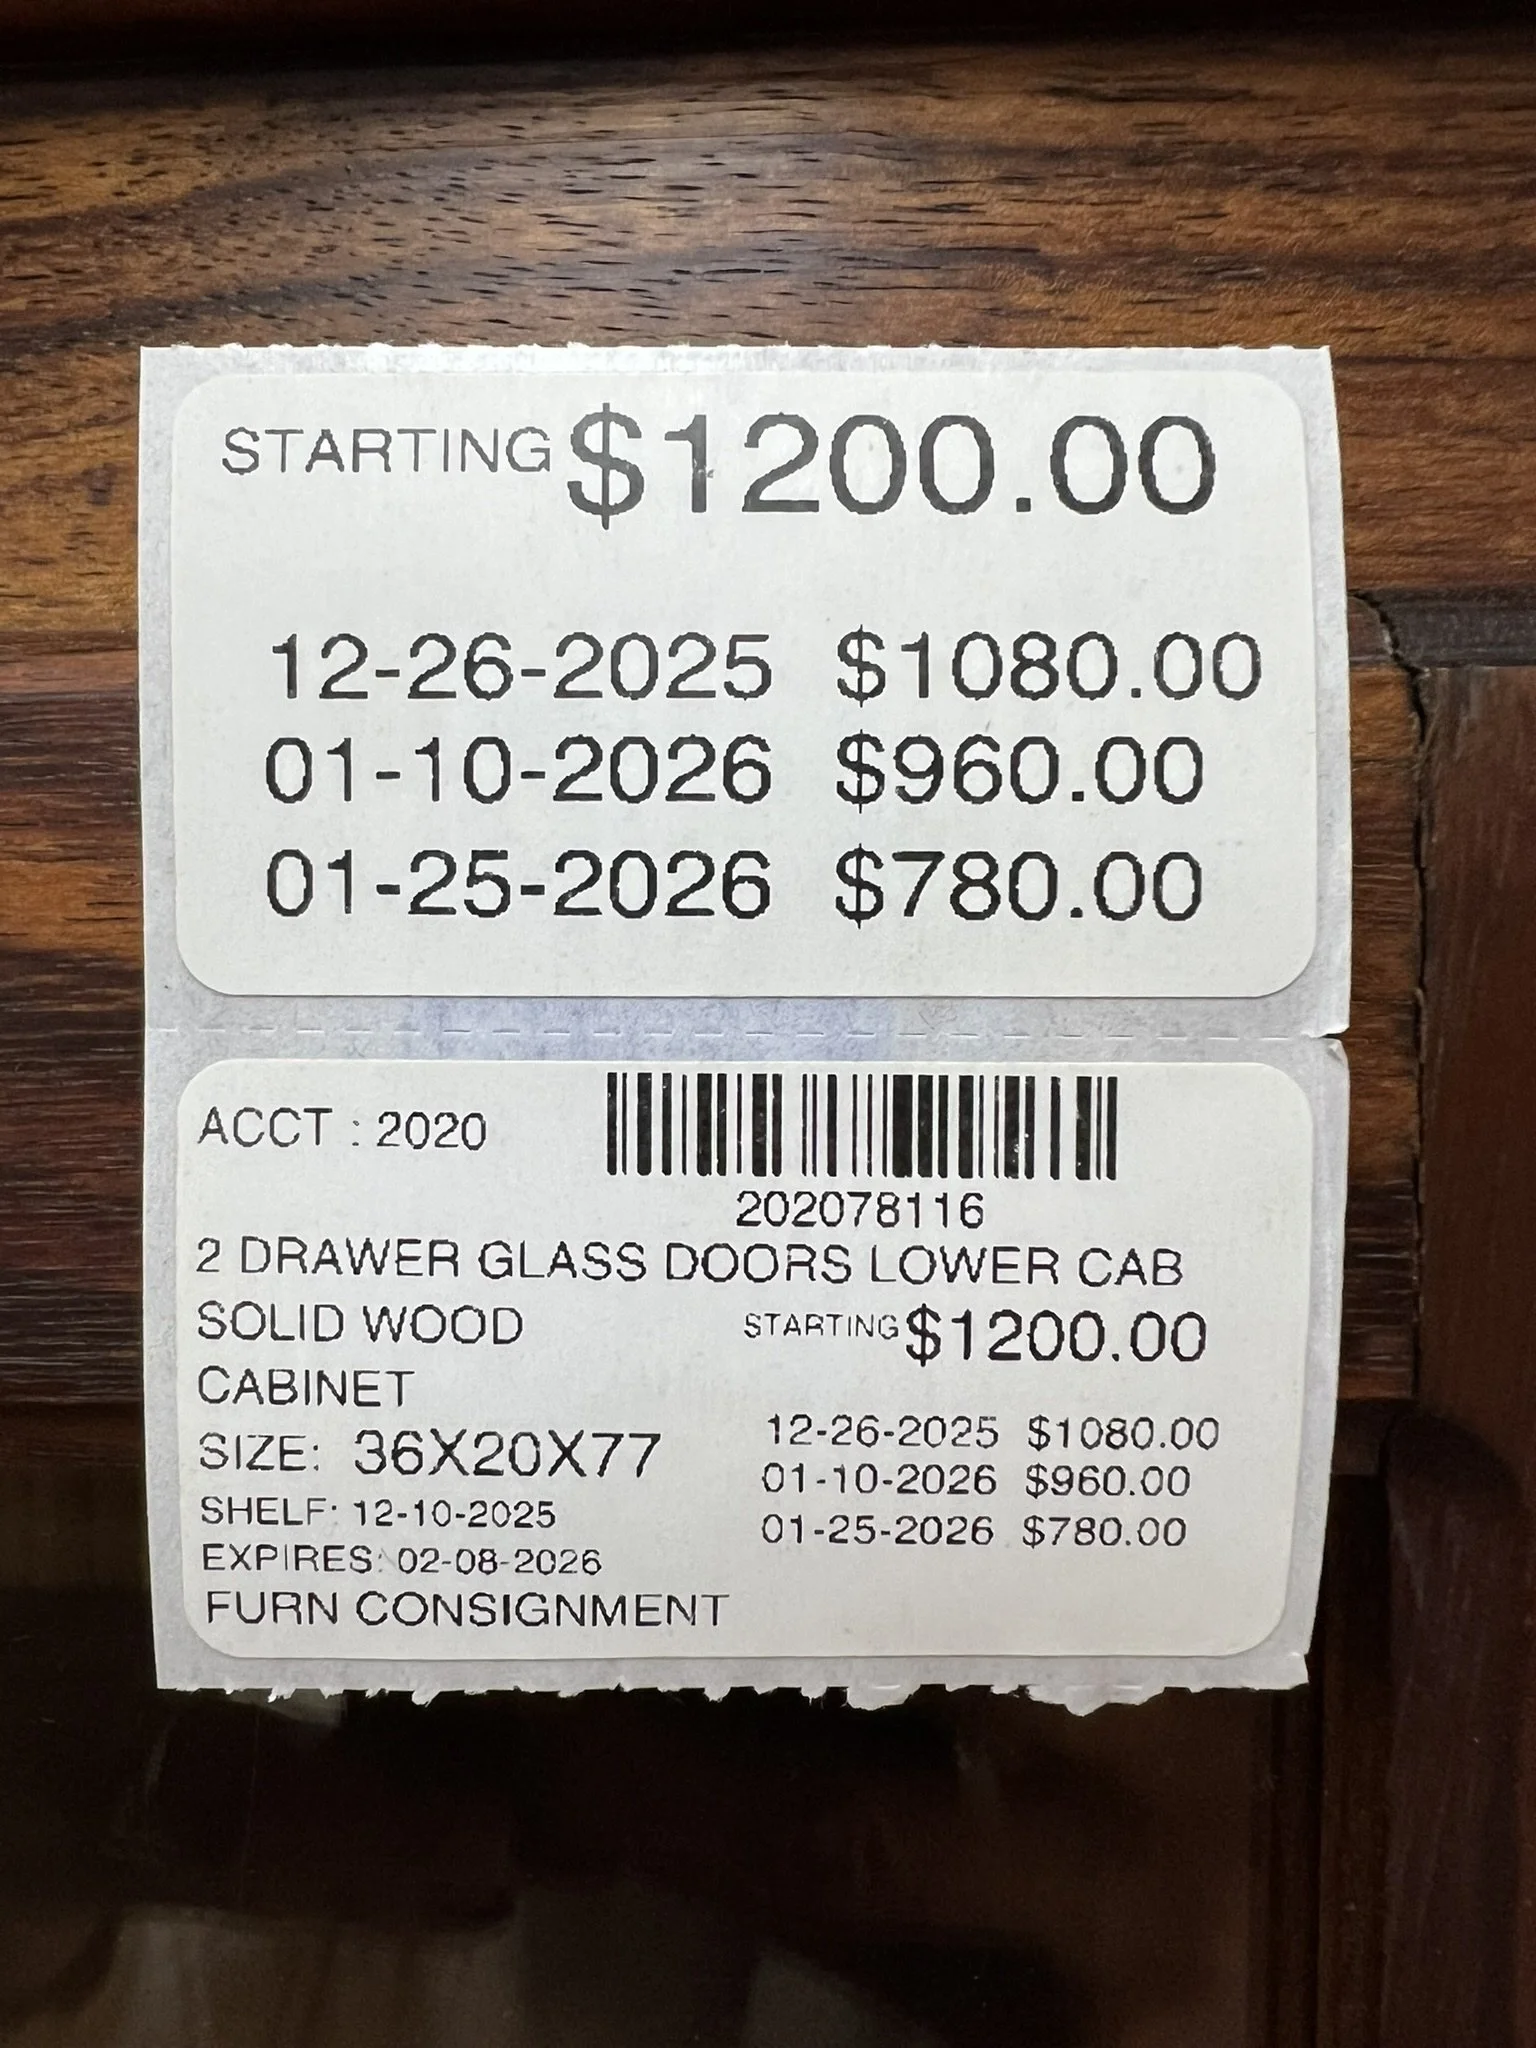 STARTING $1200.00
12-26-2025 $1080.00
01-10-2026 $960.00
01-25-2026 $780.00
ACCT : 2020
202078116
2 DRAWER GLASS DOORS LOWER CAB
SOLID WOOD
CABINET
SIZE: 36X20X77
SHELF: 12-10-2025
EXPIRES: 02-08-2026
FURN CONSIGNMENT
STARTING $1200.00
12-26-2025 $1080.00
01-10-2026 $960.00
01-25-2026 $780.00